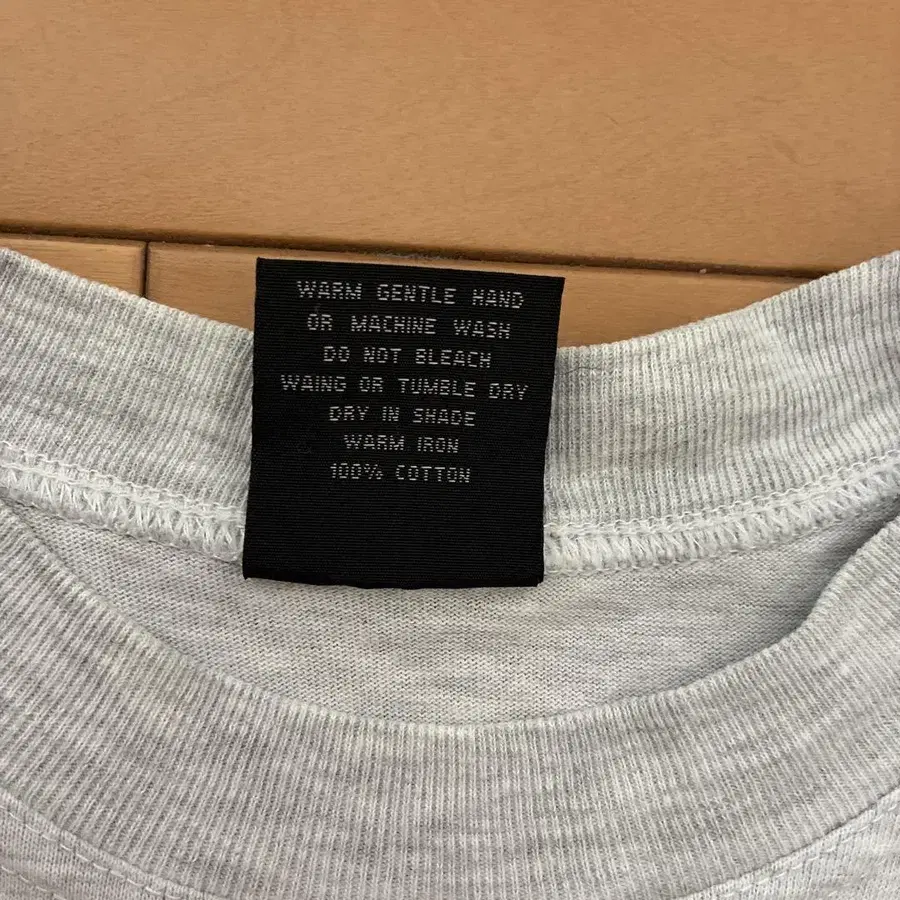 WARM GENTLE HAND
OR MACHINE WASH
DO NOT BLEACH
WAING OR TUMBLE DRY
DRY IN SHADE
WARM IRON
100% COTTON